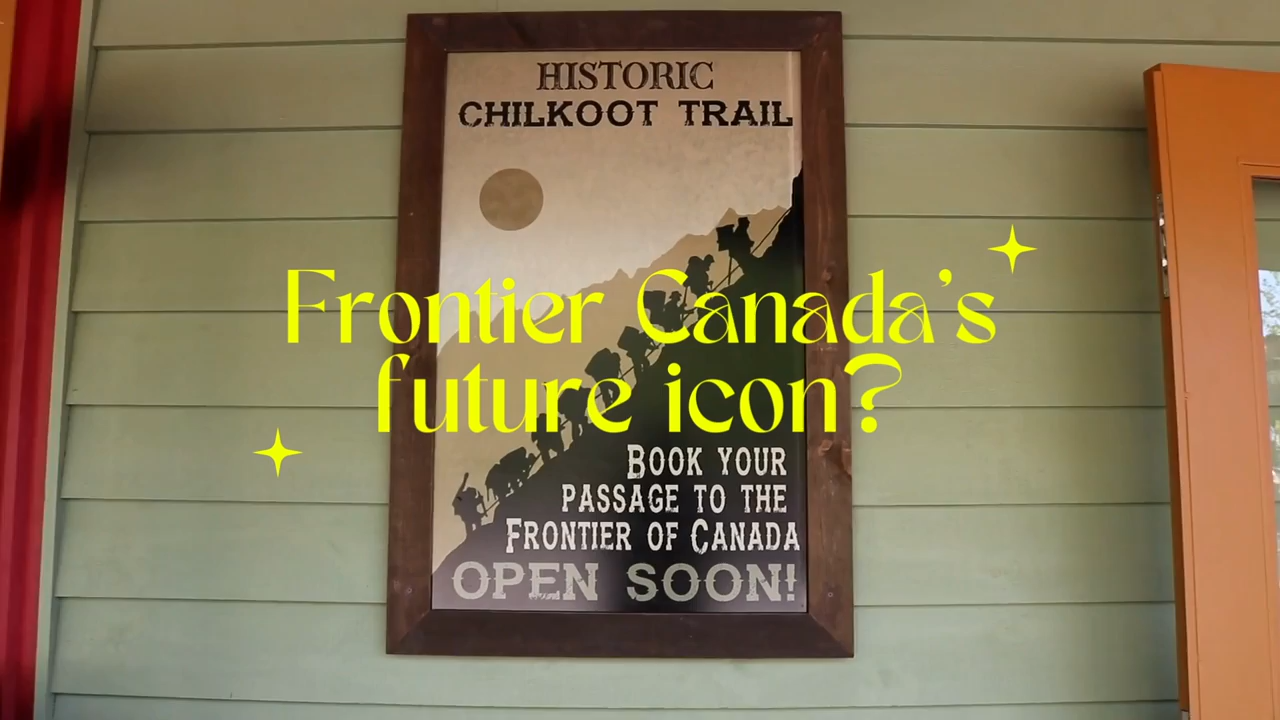 HISTORIC
CHILKOOT TRAIL
Frontier Canada's
future icon?
BOOK YOUR
PASSAGE TO THE
FRONTIER OF CANADA
OPEN SOON!